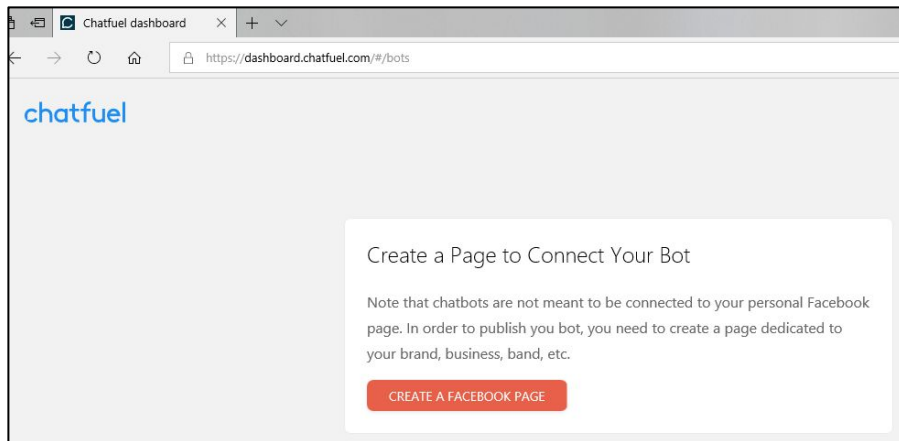 Chatfuel dashboard
https://dashboard.chatfuel.com/#/bots
chatfuel
Create a Page to Connect Your Bot
Note that chatbots are not meant to be connected to your personal Facebook
page. In order to publish you bot, you need to create a page dedicated to
your brand, business, band, etc.
CREATE A FACEBOOK PAGE